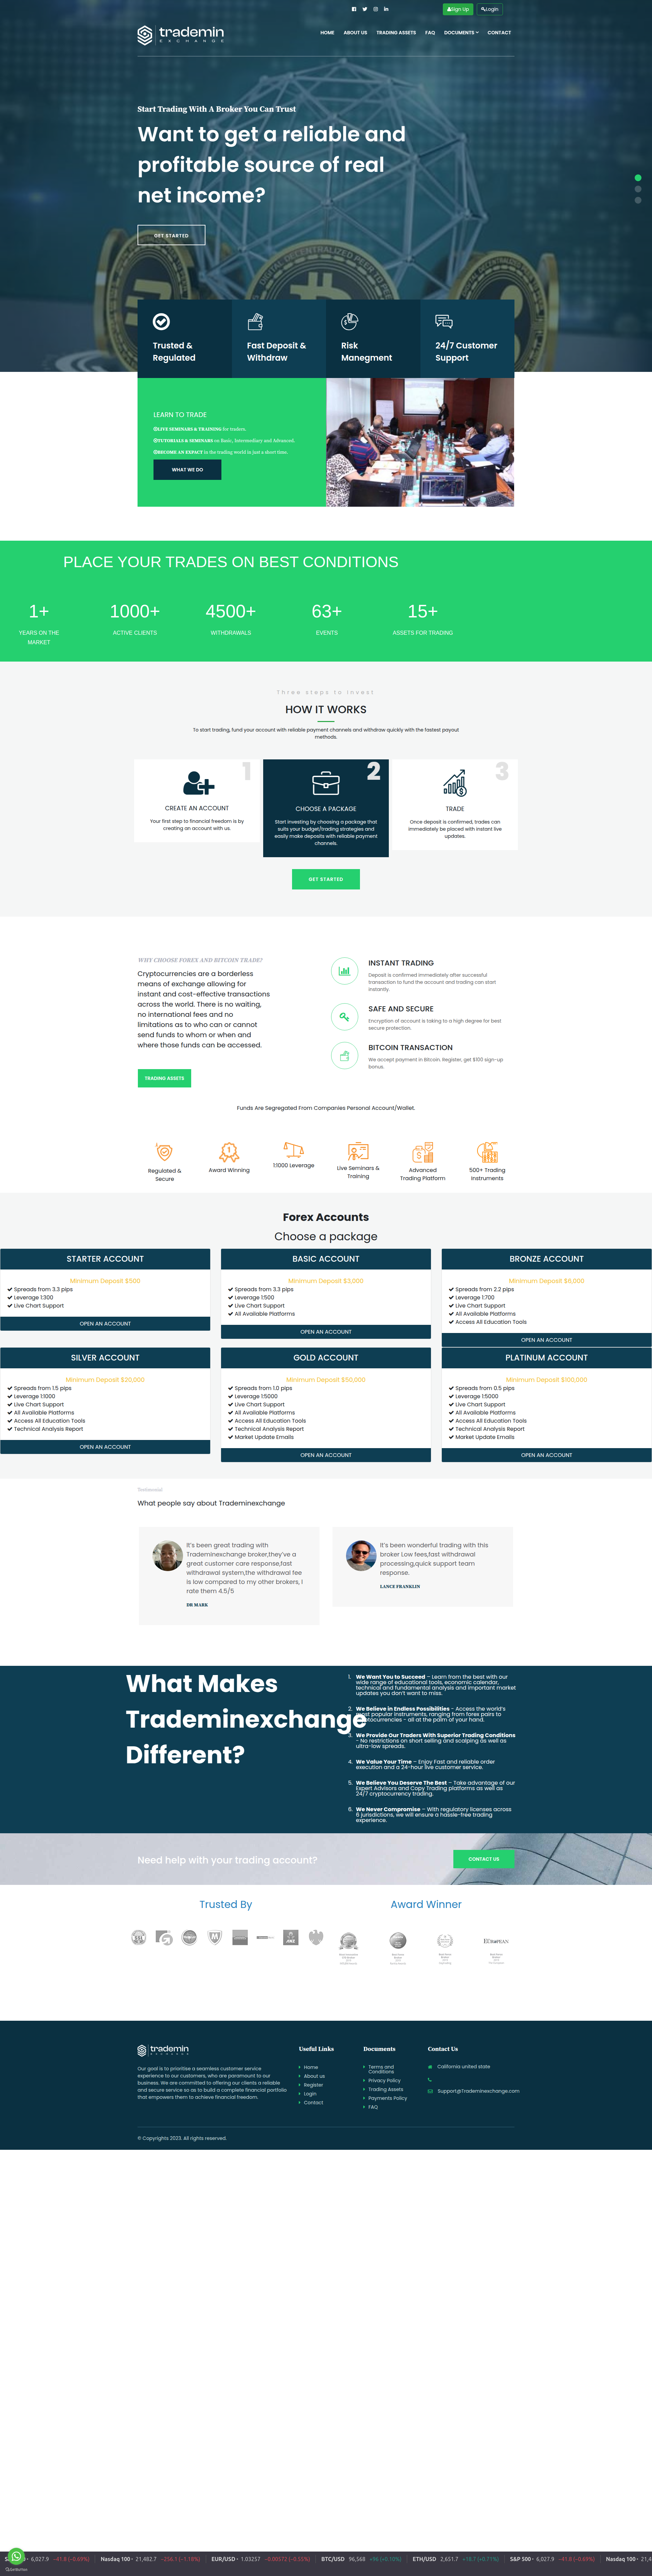 Sign Up
Login
trademin
EXCHANGE
HOME
ABOUT US
TRADING ASSETS
FAQ
DOCUMENTS
CONTACT
Start Trading With A Broker You Can Trust
Want to get a reliable and
profitable source of real
net income?
GET STARTED
Trusted &
Regulated
Fast Deposit &
Withdraw
Risk
Manegment
24/7 Customer
Support
LEARN TO TRADE
LIVE SEMINARS & TRAINING for traders.
TUTORIALS & SEMINARS on Basic, Intermediary and Advanced.
BECOME AN EXPACT in the trading world in just a short time.
WHAT WE DO
PLACE YOUR TRADES ON BEST CONDITIONS
1+
YEARS ON THE
MARKET
1000+
ACTIVE CLIENTS
4500+
WITHDRAWALS
63+
EVENTS
15+
ASSETS FOR TRADING
Three steps to invest
HOW IT WORKS
To start trading, fund your account with reliable payment channels and withdraw quickly with the fastest payout
methods.
1
CREATE AN ACCOUNT
Your first step to financial freedom is by
creating an account with us.
2
CHOOSE A PACKAGE
Start investing by choosing a package that
suits your budget/trading strategies and
easily make deposits with reliable payment
channels.
3
TRADE
Once deposit is confirmed, trades can
immediately be placed with instant live
updates.
GET STARTED
WHY CHOOSE FOREX AND BITCOIN TRADE?
Cryptocurrencies are a borderless
means of exchange allowing for
instant and cost-effective transactions
across the world. There is no waiting,
no international fees and no
limitations as to who can or cannot
send funds to whom or when and
where those funds can be accessed.
TRADING ASSETS
INSTANT TRADING
Deposit is confirmed immediately after successful
transaction to fund the account and trading can start
instantly.
SAFE AND SECURE
Encryption of account is taking to a high degree for best
secure protection.
BITCOIN TRANSACTION
We accept payment in Bitcoin. Register, get $100 sign-up
bonus.
Funds Are Segregated From Companies Personal Account/Wallet.
Regulated &
Secure
Award Winning
1:1000 Leverage
Live Seminars &
Training
Advanced
Trading Platform
500+ Trading
Instruments
Forex Accounts
Choose a package
STARTER ACCOUNT
Minimum Deposit $500
Spreads from 3.3 pips
Leverage 1:300
Live Chart Support
OPEN AN ACCOUNT
BASIC ACCOUNT
Minimum Deposit $3,000
Spreads from 3.3 pips
Leverage 1:500
Live Chart Support
All Available Platforms
OPEN AN ACCOUNT
BRONZE ACCOUNT
Minimum Deposit $6,000
Spreads from 2.2 pips
Leverage 1:700
Live Chart Support
All Available Platforms
Access All Education Tools
OPEN AN ACCOUNT
SILVER ACCOUNT
Minimum Deposit $20,000
Spreads from 1.5 pips
Leverage 1:1000
Live Chart Support
All Available Platforms
Access All Education Tools
Technical Analysis Report
OPEN AN ACCOUNT
GOLD ACCOUNT
Minimum Deposit $50,000
Spreads from 1.0 pips
Leverage 1:5000
Live Chart Support
All Available Platforms
Access All Education Tools
Technical Analysis Report
Market Update Emails
OPEN AN ACCOUNT
PLATINUM ACCOUNT
Minimum Deposit $100,000
Spreads from 0.5 pips
Leverage 1:5000
Live Chart Support
All Available Platforms
Access All Education Tools
Technical Analysis Report
Market Update Emails
OPEN AN ACCOUNT
Testimonial
What people say about Trademinexchange
It's been great trading with
Trademinexchange broker,they've a
great customer care response,fast
withdrawal system,the withdrawal fee
is low compared to my other brokers, I
rate them 4.5/5
DR MARK
It's been wonderful trading with this
broker Low fees,fast withdrawal
processing,quick support team
response.
LANCE FRANKLIN
What Makes
Trademinexchange
Different?
1. We Want You to Succeed – Learn from the best with our
wide range of educational tools, economic calendar,
technical and fundamental analysis and important market
updates you don't want to miss.
We Believe in Endless Possibilities - Access the world's
most popular instruments, ranging from forex pairs to
cryptocurrencies - all at the palm of your hand.
We Provide Our Traders With Superior Trading Conditions
- No restrictions on short selling and scalping as well as
ultra-low spreads.
4. We Value Your Time – Enjoy Fast and reliable order
execution and a 24-hour live customer service.
5. We Believe You Deserve The Best – Take advantage of our
Expert Advisors and Copy Trading platforms as well as
24/7 cryptocurrency trading.
6. We Never Compromise – With regulatory licenses across
6 jurisdictions, we will ensure a hassle-free trading
experience.
Need help with your trading account?
CONTACT US
Trusted By
Award Winner
EUROPEAN
trademin
EXCHANGE
Our goal is to prioritise a seamless customer service
experience to our customers, who are paramount to our
business. We are committed to offering our clients a reliable
and secure service so as to build a complete financial portfolio
that empowers them to achieve financial freedom.
Useful Links
Home
About us
Register
Login
Contact
Documents
Terms and
Conditions
Privacy Policy
Trading Assets
Payments Policy
FAQ
Contact Us
California united state
Support@Trademinexchange.com
© Copyrights 2023. All rights reserved.
6,027.9 −41.8 (−0.69%)
Nasdaq 100 21,482.7
EUR/USD 1.03257 −0.00572 (−0.55%)
BTC/USD 96,568 +96 (+0.10%)
ETH/USD 2,651.7 +18.7 (+0.71%)
S&P 500 6,027.9 −41.8 (−0.69%)
Nasdaq 100 21,4